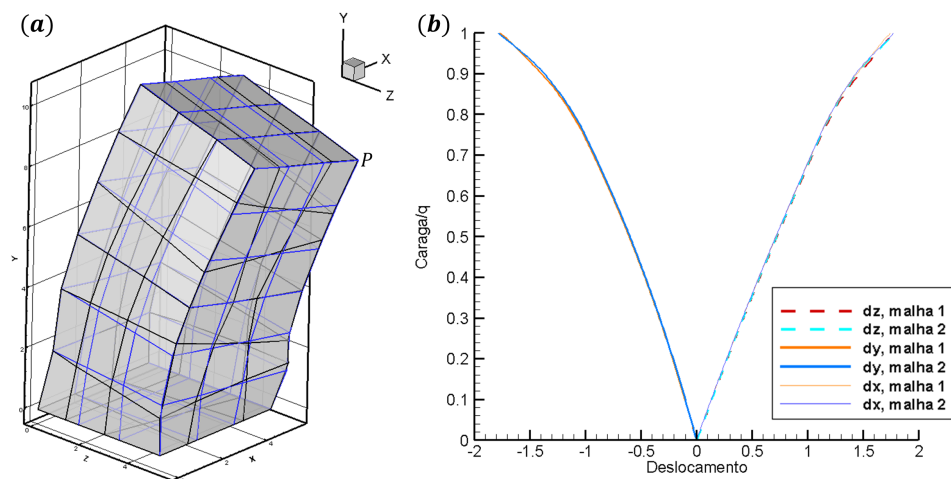 (a)
Y
X
Z
P
10
8
6
4
2
0
Y
0
2
4
Z
2
4
X
(b)
1
0.9
0.8
0.7
0.6
0.5
0.4
0.3
0.2
0.1
0
Caraga/q
-2
-1.5
-1
-0.5
0
0.5
1
1.5
2
Deslocamento
dz, malha 1
dz, malha 2
dy, malha 1
dy, malha 2
dx, malha 1
dx, malha 2